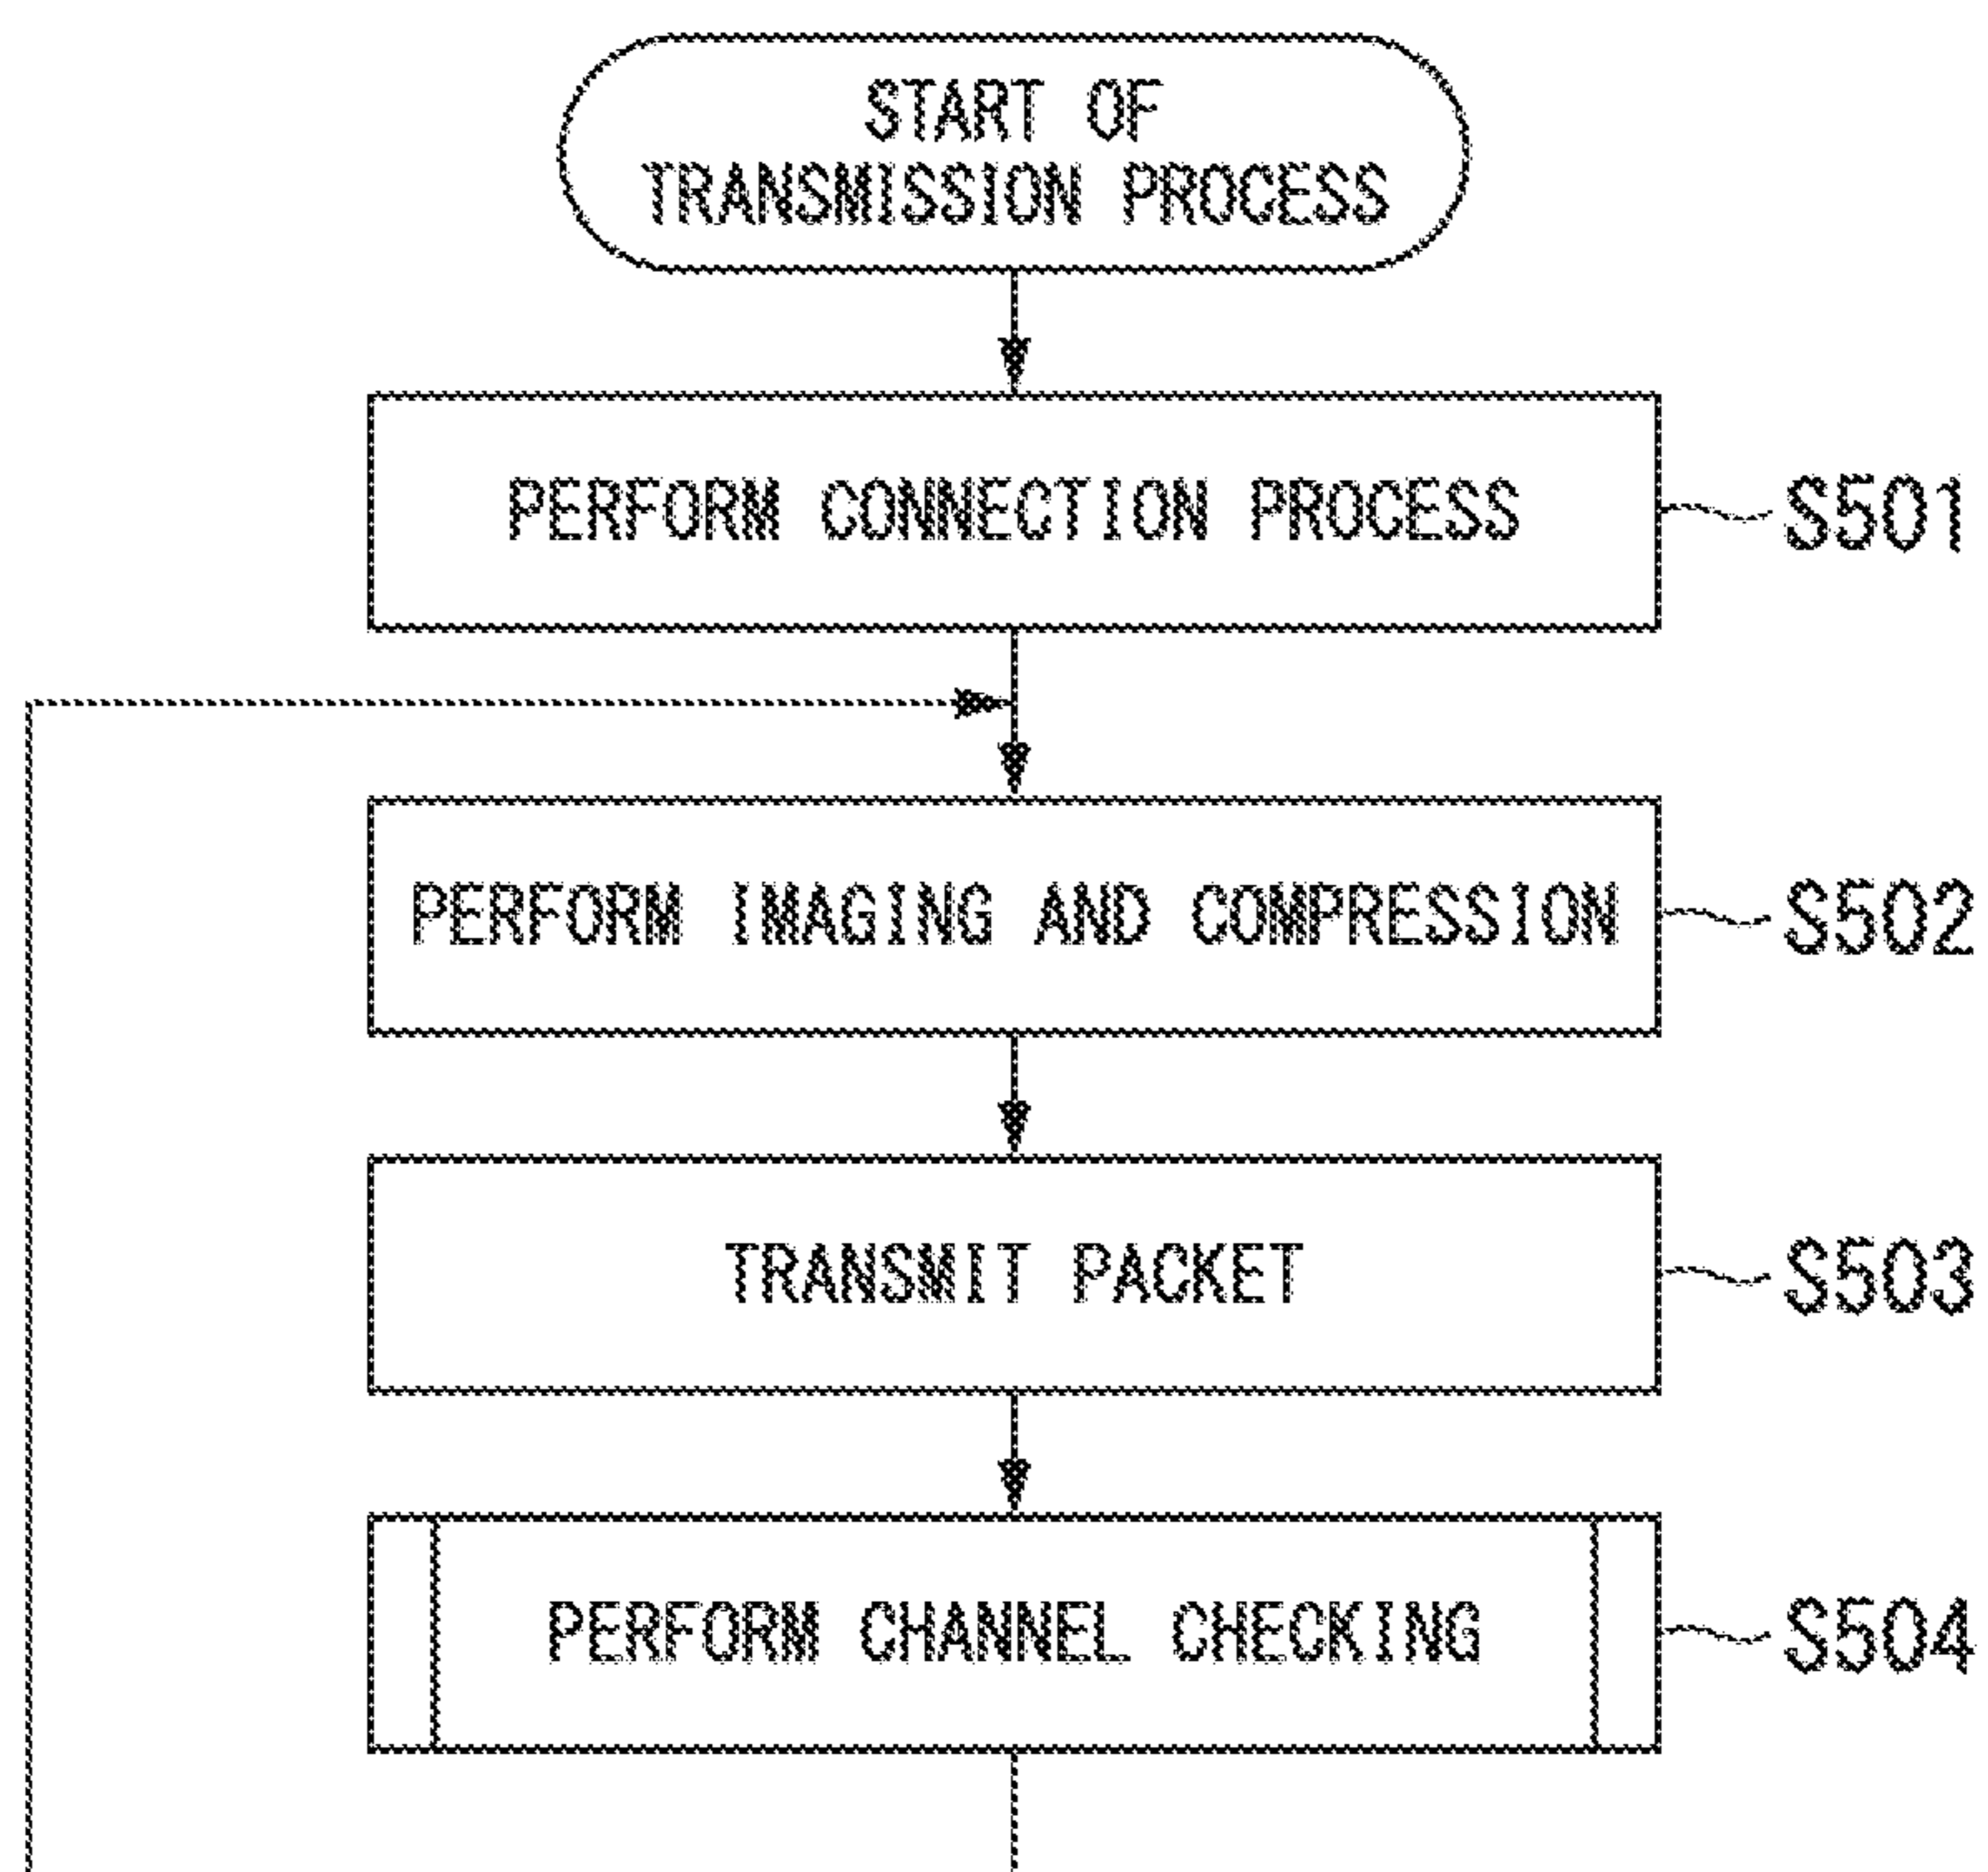 START OF
TRANSMISSION PROCESS
PERFORM CONNECTION PROCESS
S501
PERFORM IMAGING AND COMPRESSION
S502
TRANSMIT PACKET
S503
PERFORM CHANNEL CHECKING
S504